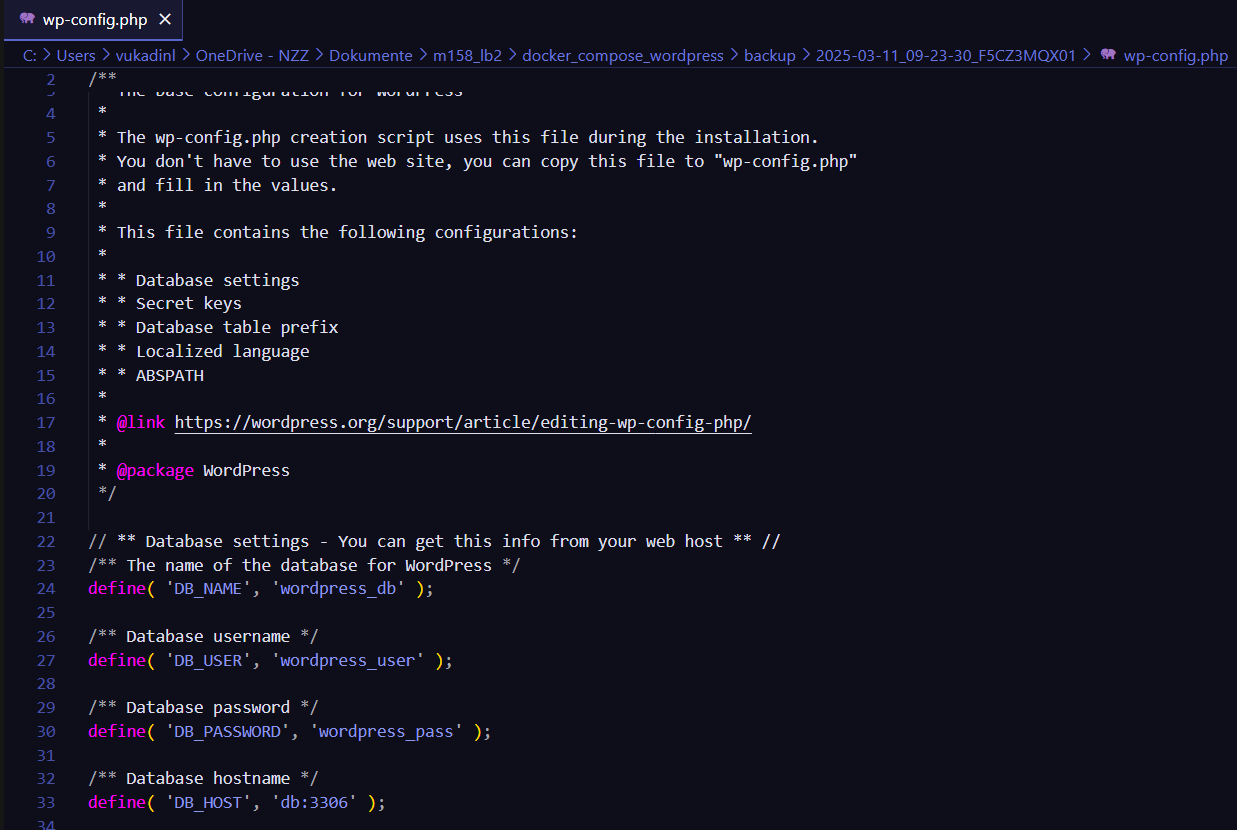 wp-config.php ×
C: > Users > vukadinl > OneDrive - NZZ > Dokumente > m158_lb2 > docker_compose_wordpress > backup > 2025-03-11_09-23-30_F5CZ3MQX01 > wp-config.php
2 /**
3 The base configuration for WordPress
4 *
5 * The wp-config.php creation script uses this file during the installation.
6 * You don't have to use the web site, you can copy this file to "wp-config.php"
7 * and fill in the values.
8 *
9 * This file contains the following configurations:
10 *
11 * * Database settings
12 * * Secret keys
13 * * Database table prefix
14 * * Localized language
15 * * ABSPATH
16 *
17 * @link https://wordpress.org/support/article/editing-wp-config-php/
18 *
19 * @package WordPress
20 */
21
22 // ** Database settings - You can get this info from your web host ** //
23 /** The name of the database for WordPress */
24 define( 'DB_NAME', 'wordpress_db' );
25
26 /** Database username */
27 define( 'DB_USER', 'wordpress_user' );
28
29 /** Database password */
30 define( 'DB_PASSWORD', 'wordpress_pass' );
31
32 /** Database hostname */
33 define( 'DB_HOST', 'db:3306' );
34